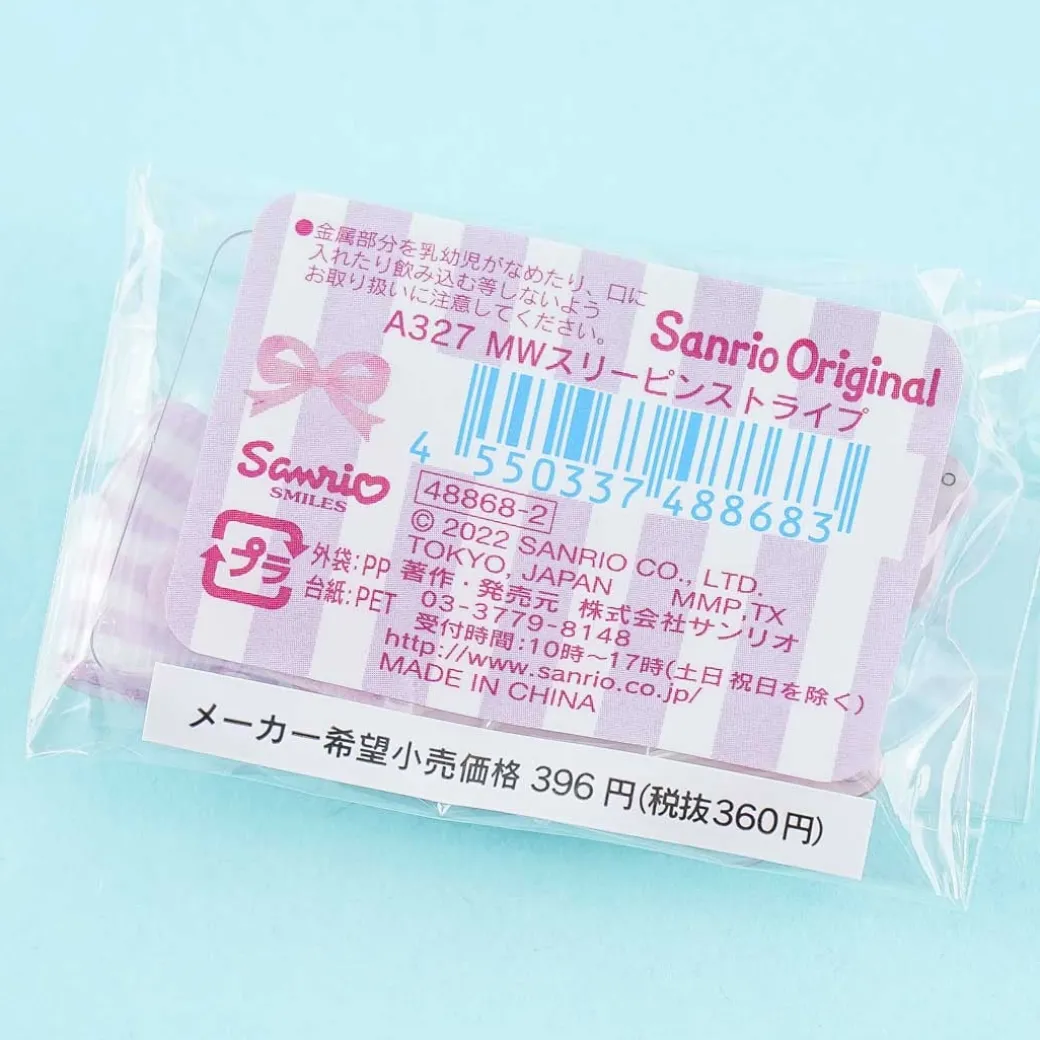 ●金属部分を乳幼児がなめたり、口に
入れたり飲み込む等しないよう
お取り扱いに注意してください。
Sanrio Original
A327 MWスリーピンストライプ
4 550337 488683
Sanrio
SMILES
48868-2
© 2022 SANRIO CO., LTD.
TOKYO, JAPAN MMP,TX
プラ
外袋:PP
台紙:PET
著作・発売元 株式会社サンリオ
03-3779-8148
受付時間:10時〜17時(土日祝日を除く)
http://www.sanrio.co.jp/
MADE IN CHINA
メーカー希望小売価格 396 円(税抜360円)